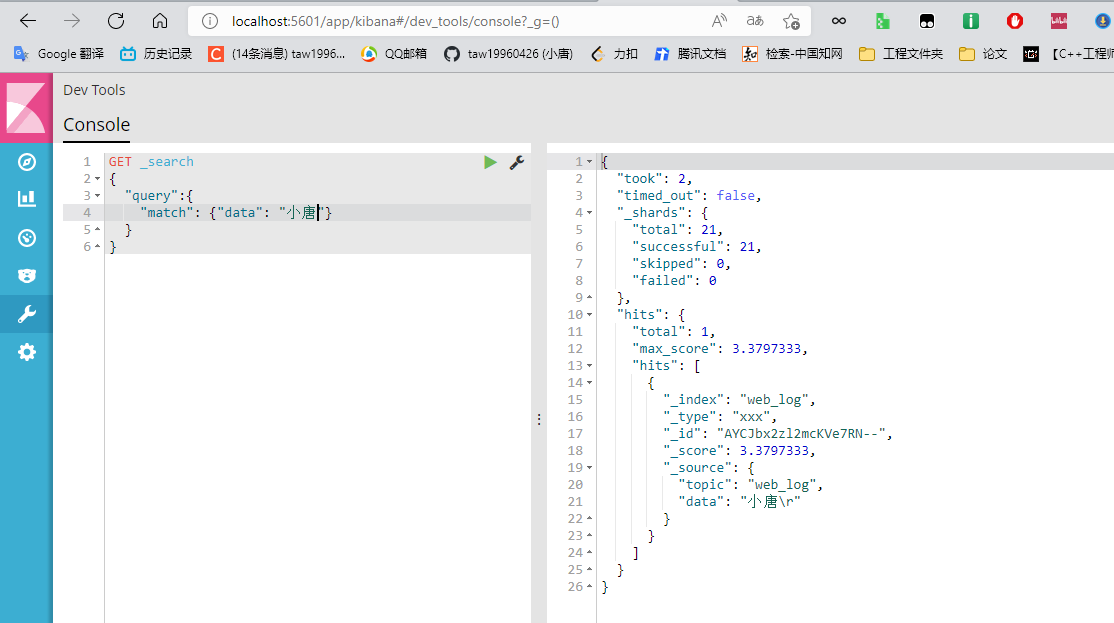 localhost:5601/app/kibana#/dev_tools/console?_g=()
Google 翻译 历史记录 (14条消息) taw1996... QQ邮箱 taw19960426 (小唐) 力扣 腾讯文档 检索-中国知网 工程文件夹 论文 【C++工程师
Dev Tools
Console
1 GET _search
2 {
3 "query":{
4 "match": {"data": "小唐"}
5 }
6 }
1 {
2 "took": 2,
3 "timed_out": false,
4 "_shards": {
5 "total": 21,
6 "successful": 21,
7 "skipped": 0,
8 "failed": 0
9 },
10 "hits": {
11 "total": 1,
12 "max_score": 3.3797333,
13 "hits": [
14 {
15 "_index": "web_log",
16 "_type": "xxx",
17 "_id": "AYCJbx2zl2mcKVe7RN--",
18 "_score": 3.3797333,
19 "_source": {
20 "topic": "web_log",
21 "data": "小唐\r"
22 }
23 }
24 ]
25 }
26 }